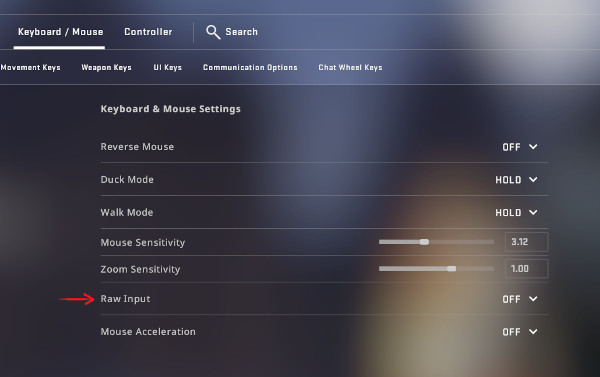 Keyboard / Mouse Controller Search
Movement Keys Weapon Keys UI Keys Communication Options Chat Wheel Keys
Keyboard & Mouse Settings
Reverse Mouse OFF
Duck Mode HOLD
Walk Mode HOLD
Mouse Sensitivity 3.12
Zoom Sensitivity 1.00
Raw Input OFF
Mouse Acceleration OFF